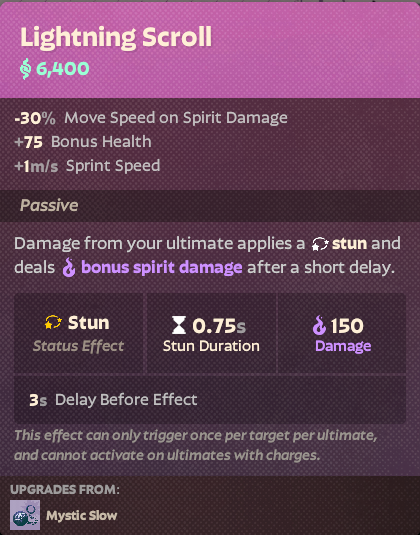 Lightning Scroll
6,400
-30% Move Speed on Spirit Damage
+75 Bonus Health
+1m/s Sprint Speed
Passive
Damage from your ultimate applies a stun and
deals bonus spirit damage after a short delay.
Stun
Status Effect
0.75s
Stun Duration
150
Damage
3s Delay Before Effect
This effect can only trigger once per target per ultimate,
and cannot activate on ultimates with charges.
UPGRADES FROM:
Mystic Slow